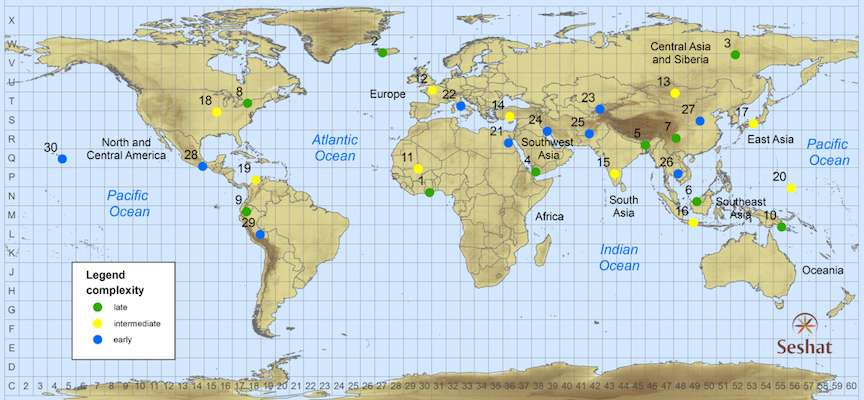 X
W
2
3
Central Asia
and Siberia
V
12
U
8
18
Europe
22
13
T
14
23
27
17
24
25
S
21
5
7
North and
Central America
Atlantic
Ocean
Southwest
Asia
East Asia
R
30
28
Pacific
Ocean
Q
19
11
4
15
26
20
P
1
Pacific
Ocean
9
South
Asia
6
Southeast
Asia
N
29
Africa
16
10
M
L
Indian
Ocean
K
Oceania
Legend
complexity
J
late
H
intermediate
G
early
F
Seshat
E
D
C 2 3 4 5 6 7 8 9 10 11 12 13 14 15 16 17 18 19 20 21 22 23 24 25 26 27 28 29 30 31 32 33 34 35 36 37 38 39 40 41 42 43 44 45 46 47 48 49 50 51 52 53 54 55 56 57 58 59 60